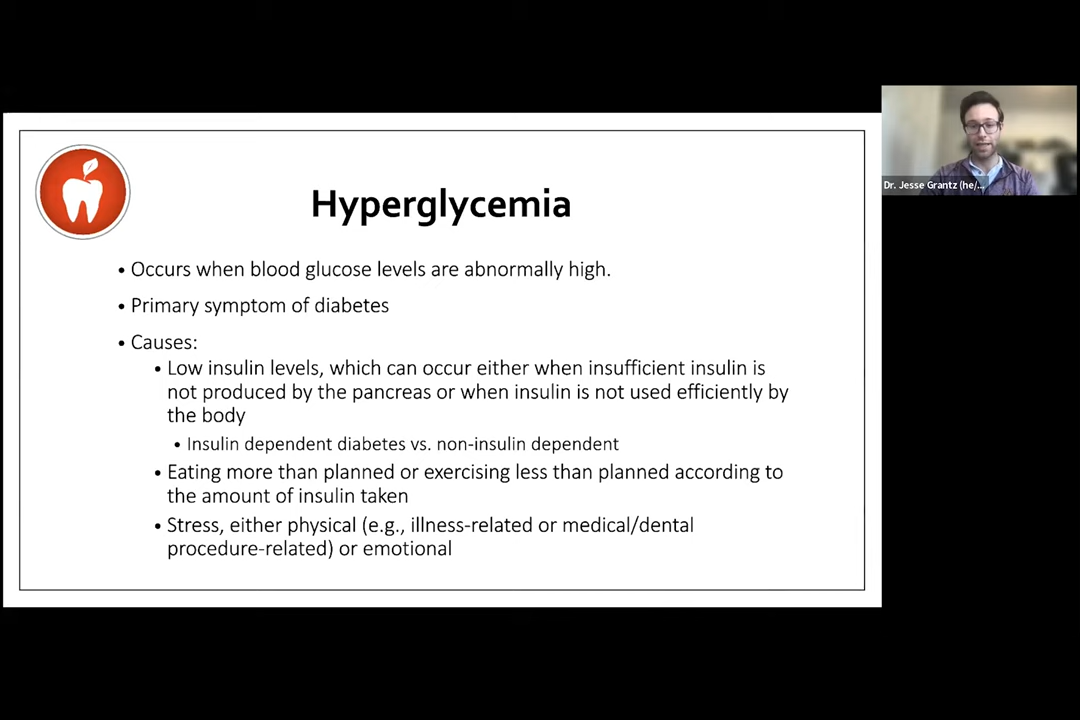 Hyperglycemia
• Occurs when blood glucose levels are abnormally high.
• Primary symptom of diabetes
• Causes:
• Low insulin levels, which can occur either when insufficient insulin is
not produced by the pancreas or when insulin is not used efficiently by
the body
• Insulin dependent diabetes vs. non-insulin dependent
• Eating more than planned or exercising less than planned according to
the amount of insulin taken
• Stress, either physical (e.g., illness-related or medical/dental
procedure-related) or emotional
Dr. Jesse Grantz (he/...